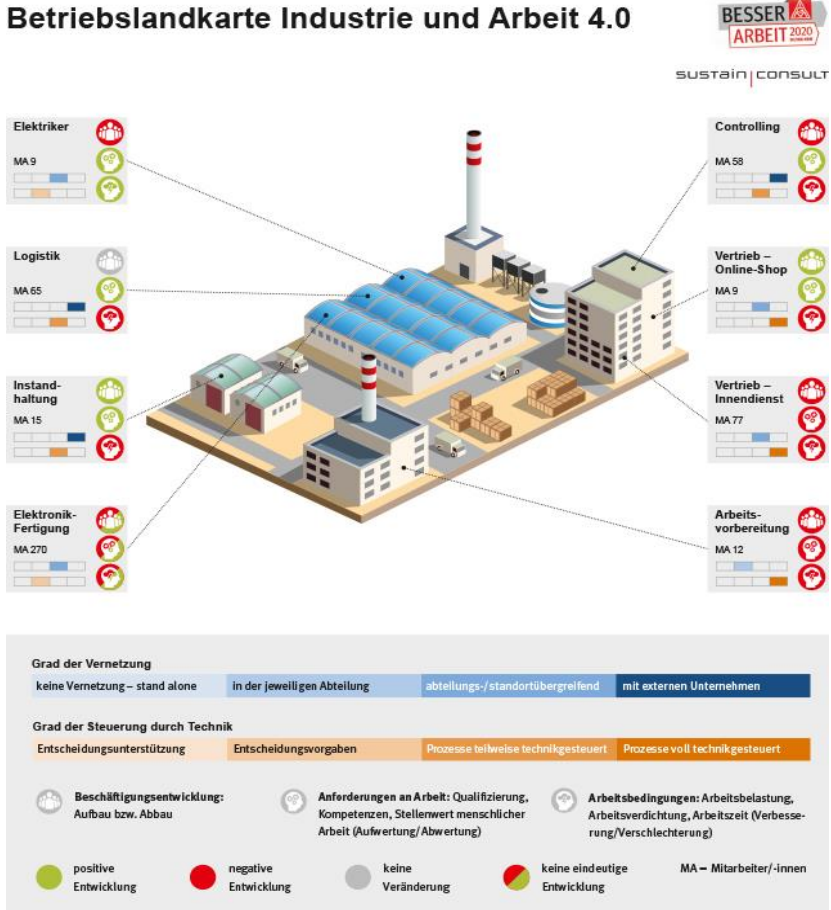 Betriebslandkarte Industrie und Arbeit 4.0
BESSER
ARBEIT 2020
sustain|consult
Elektriker
MA 9
Logistik
MA 65
Instand-
haltung
MA 15
Elektronik-
Fertigung
MA 270
Controlling
MA 58
Vertrieb –
Online-Shop
MA 9
Vertrieb –
Innendienst
MA 77
Arbeits-
vorbereitung
MA 12
Grad der Vernetzung
keine Vernetzung – stand alone
in der jeweiligen Abteilung
abteilungs-/standortübergreifend
mit externen Unternehmen
Grad der Steuerung durch Technik
Entscheidungsunterstützung
Entscheidungsvorgaben
Prozesse teilweise technikgesteuert
Prozesse voll technikgesteuert
Beschäftigungsentwicklung:
Aufbau bzw. Abbau
Anforderungen an Arbeit: Qualifizierung,
Kompetenzen, Stellenwert menschlicher
Arbeit (Aufwertung/Abwertung)
Arbeitsbedingungen: Arbeitsbelastung,
Arbeitsverdichtung, Arbeitszeit (Verbesse-
rung/Verschlechterung)
positive
Entwicklung
negative
Entwicklung
keine
Veränderung
keine eindeutige
Entwicklung
MA – Mitarbeiter/-innen